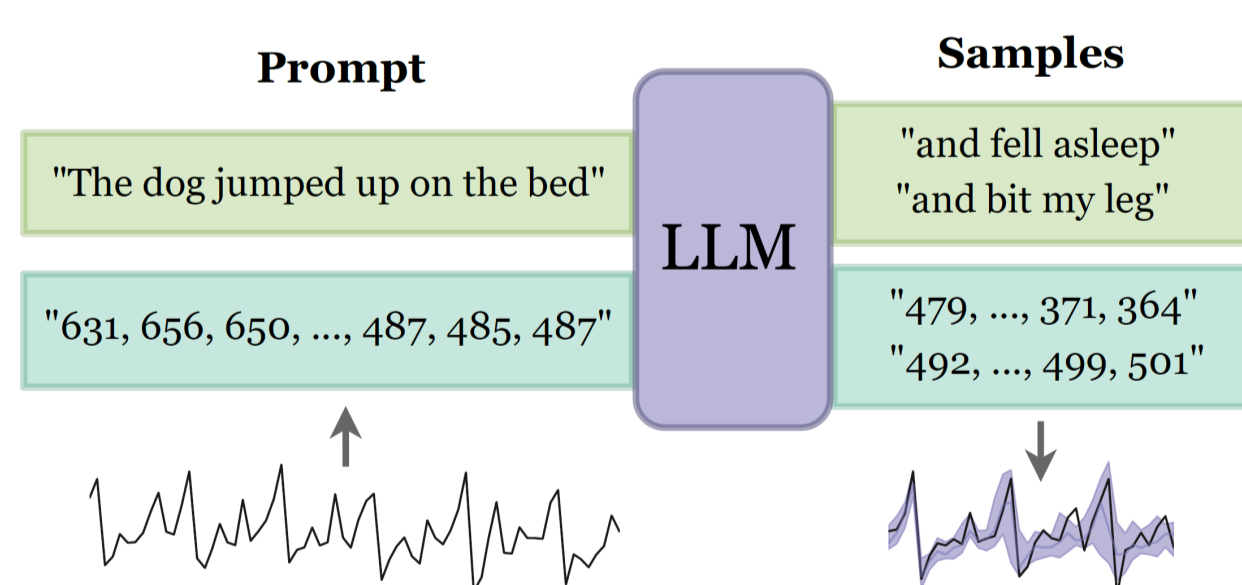 Prompt
"The dog jumped up on the bed"
"631, 656, 650, ..., 487, 485, 487"
LLM
Samples
"and fell asleep"
"and bit my leg"
"479, ..., 371, 364"
"492, ..., 499, 501"